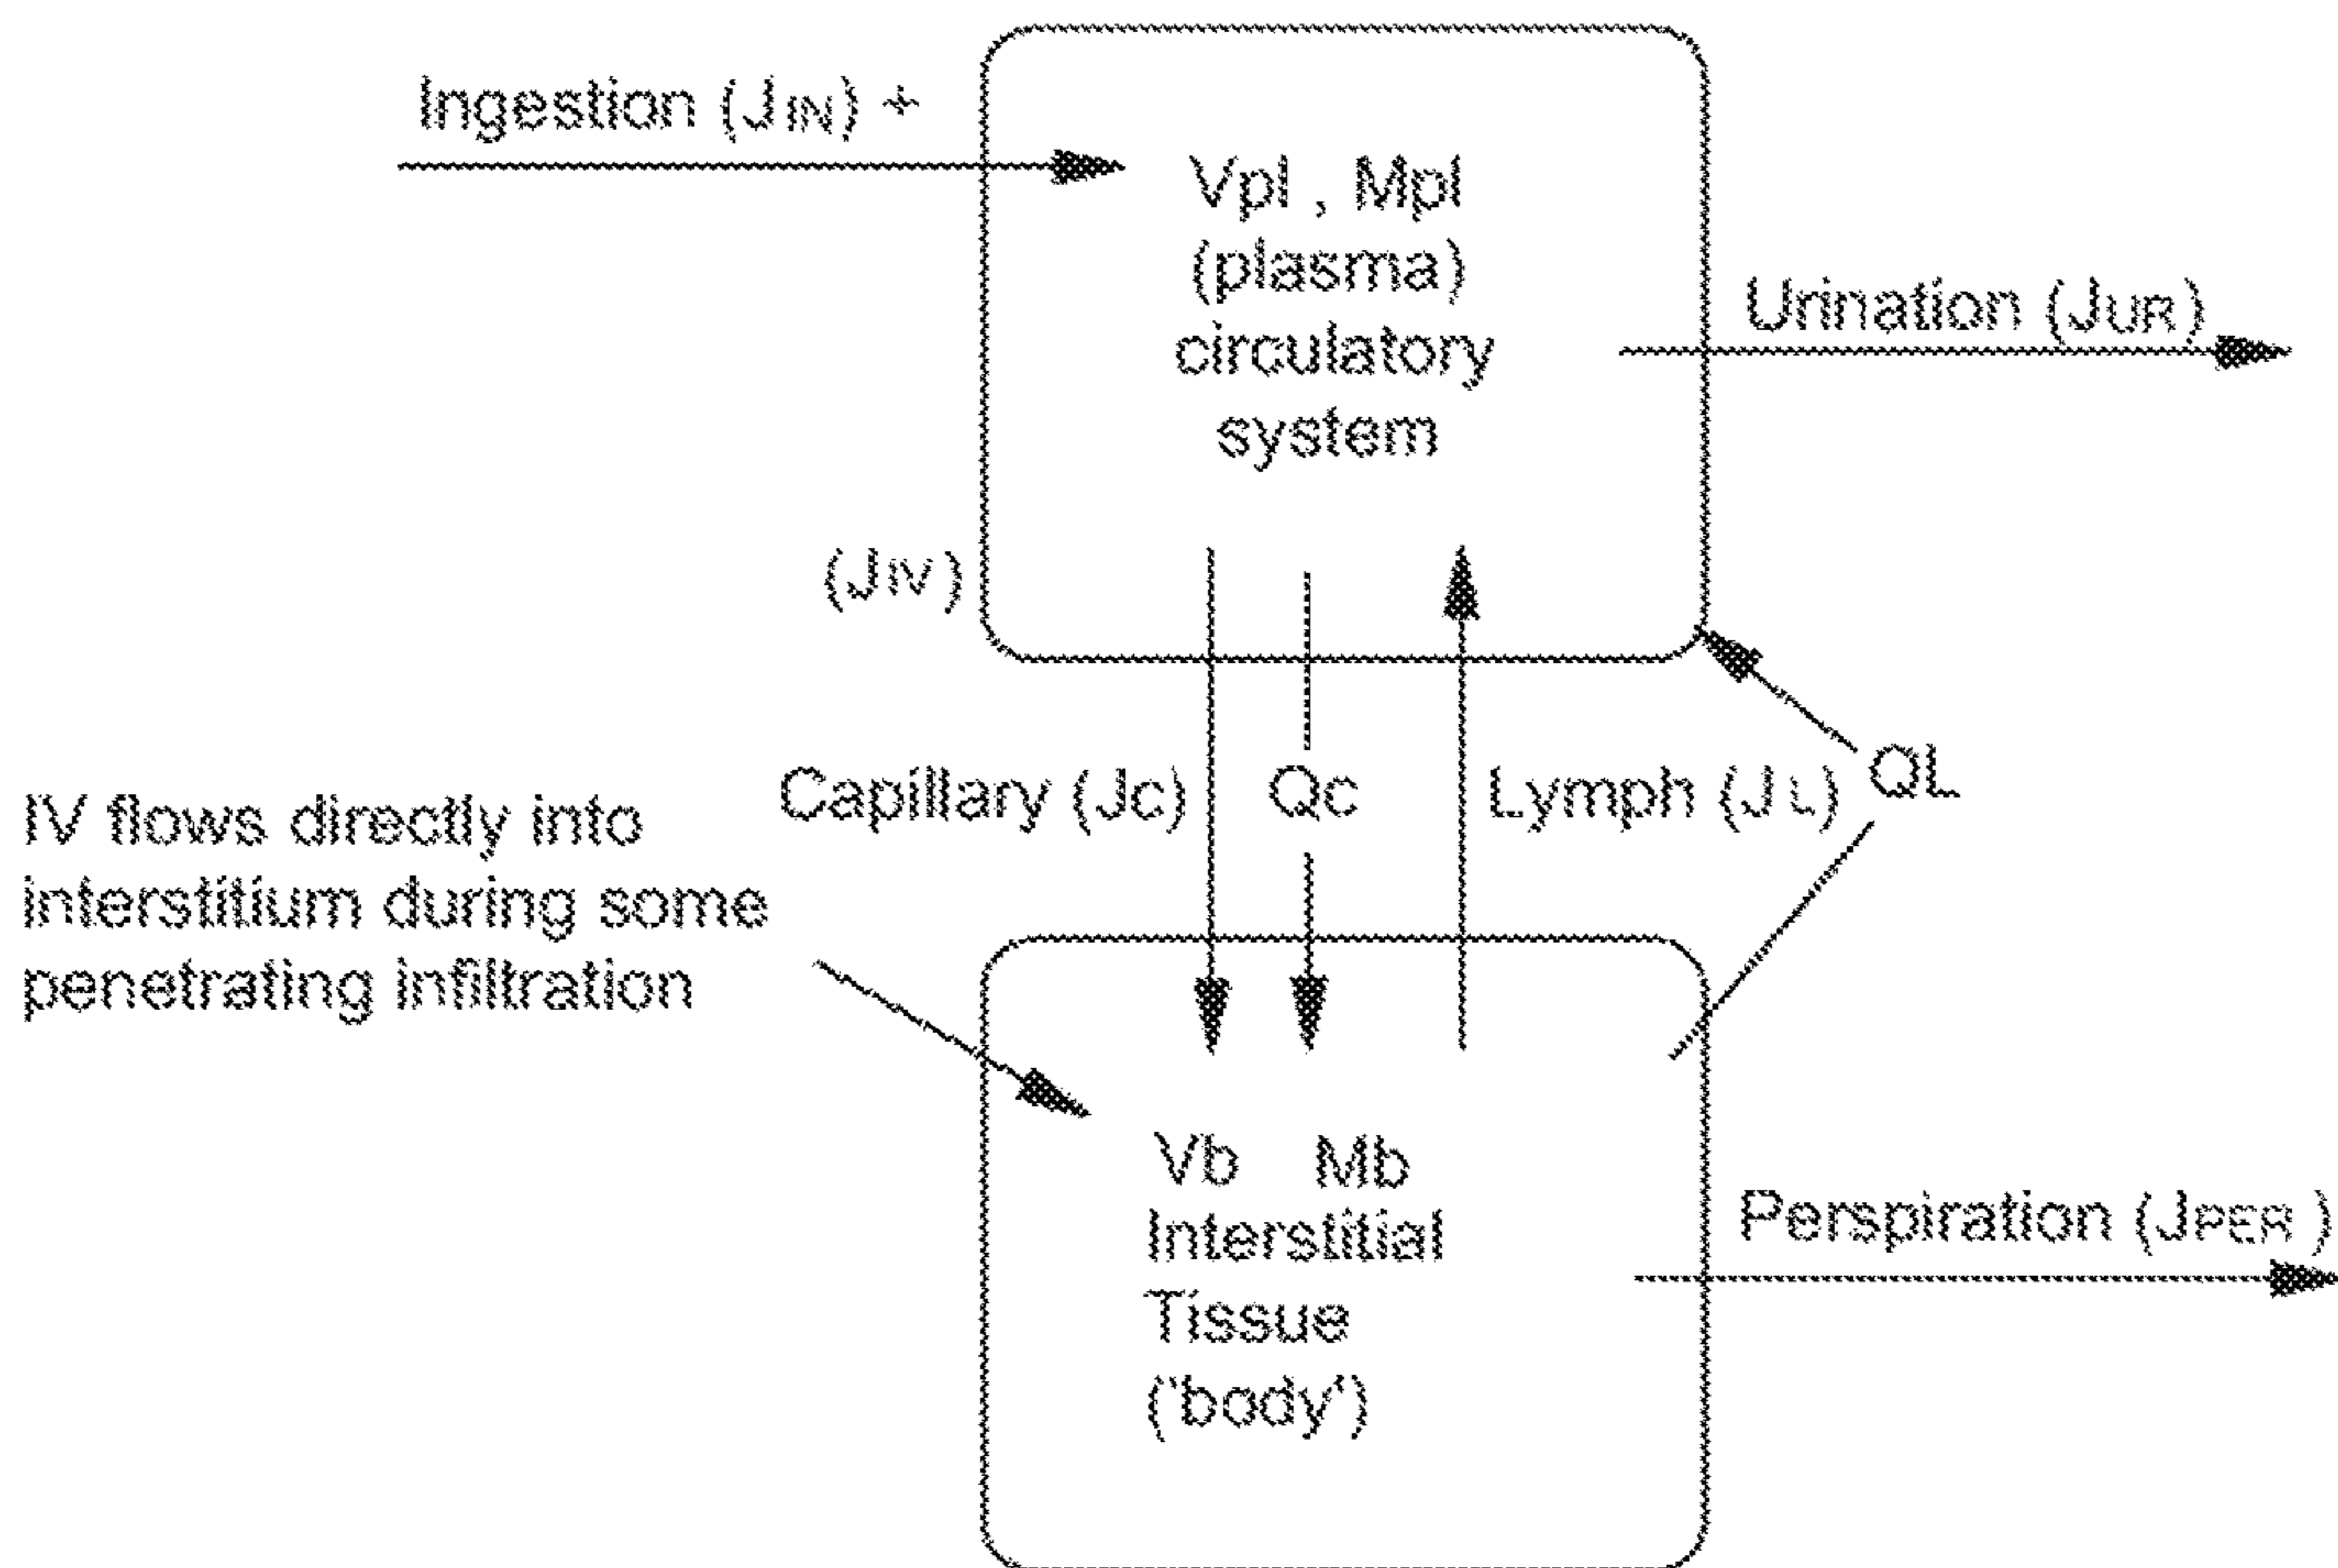 Ingestion (JIN) +
Vpl , Mpl
(plasma)
circulatory
system
Urination (JUR)
(JIV)
Capillary (Jc)
Qc
Lymph (JL)
QL
IV flows directly into
interstitium during some
penetrating infiltration
Vb Mb
Interstitial
Tissue
('body')
Perspiration (JPER )